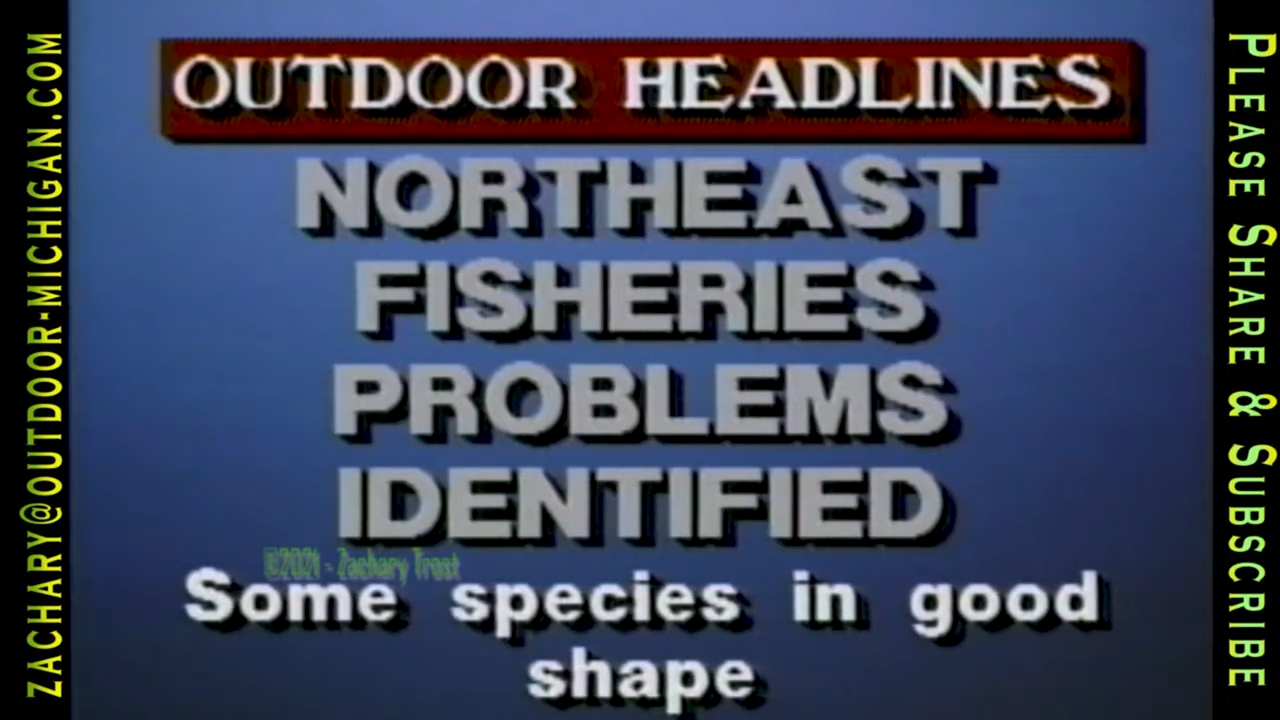 OUTDOOR HEADLINES
NORTHEAST
FISHERIES
PROBLEMS
IDENTIFIED
©2021 - Zachary Trost
Some species in good
shape
ZACHARY@OUTDOOR-MICHIGAN.COM
PLEASE SHARE & SUBSCRIBE